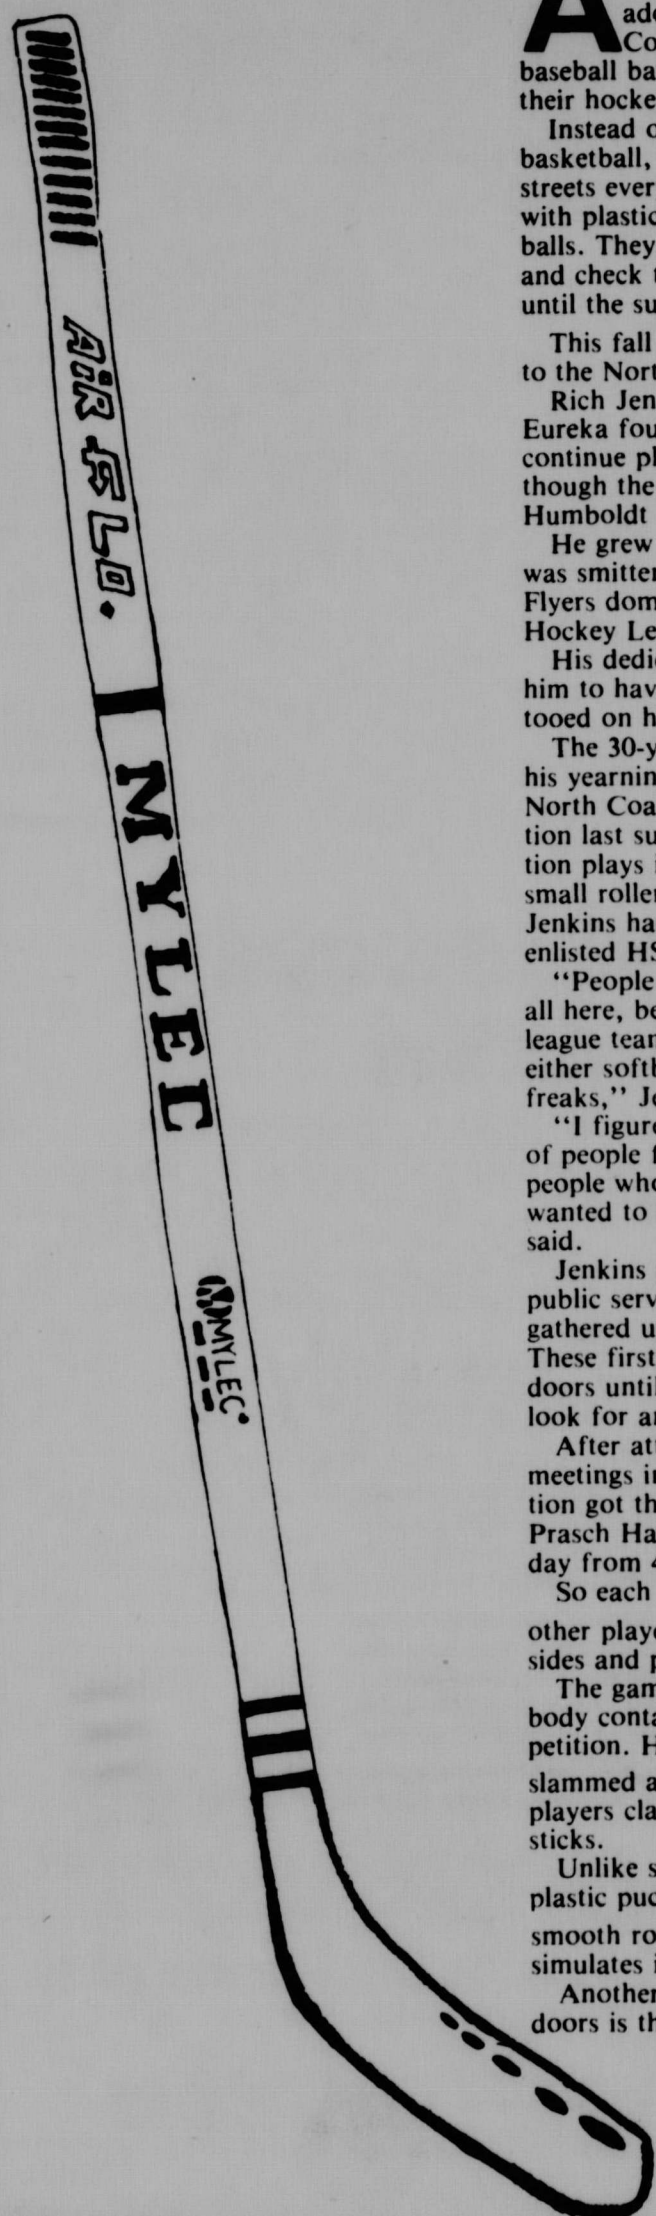 AiR FLO.
MYLEC
MYLEC
A
ade
Co
baseball ba
their hocke
Instead o
basketball,
streets ever
with plastic
balls. They
and check t
until the su
This fall
to the Nort
Rich Jen
Eureka fou
continue pl
though the
Humboldt
He grew
was smitten
Flyers dom
Hockey Le
His dedi
him to hav
tooed on h
The 30-y
his yearnin
North Coa
tion last su
tion plays
small roller
Jenkins ha
enlisted HS
"People
all here, be
league tear
either softb
freaks," Je
"I figure
of people f
people who
wanted to
said.
Jenkins
public serv
gathered u
These first
doors until
look for an
After at
meetings in
tion got th
Prasch Ha
day from 4
So each
other playe
sides and p
The gam
body conta
petition. H
slammed a
players cla
sticks.
Unlike s
plastic puc
smooth ro
simulates i
Another
doors is th